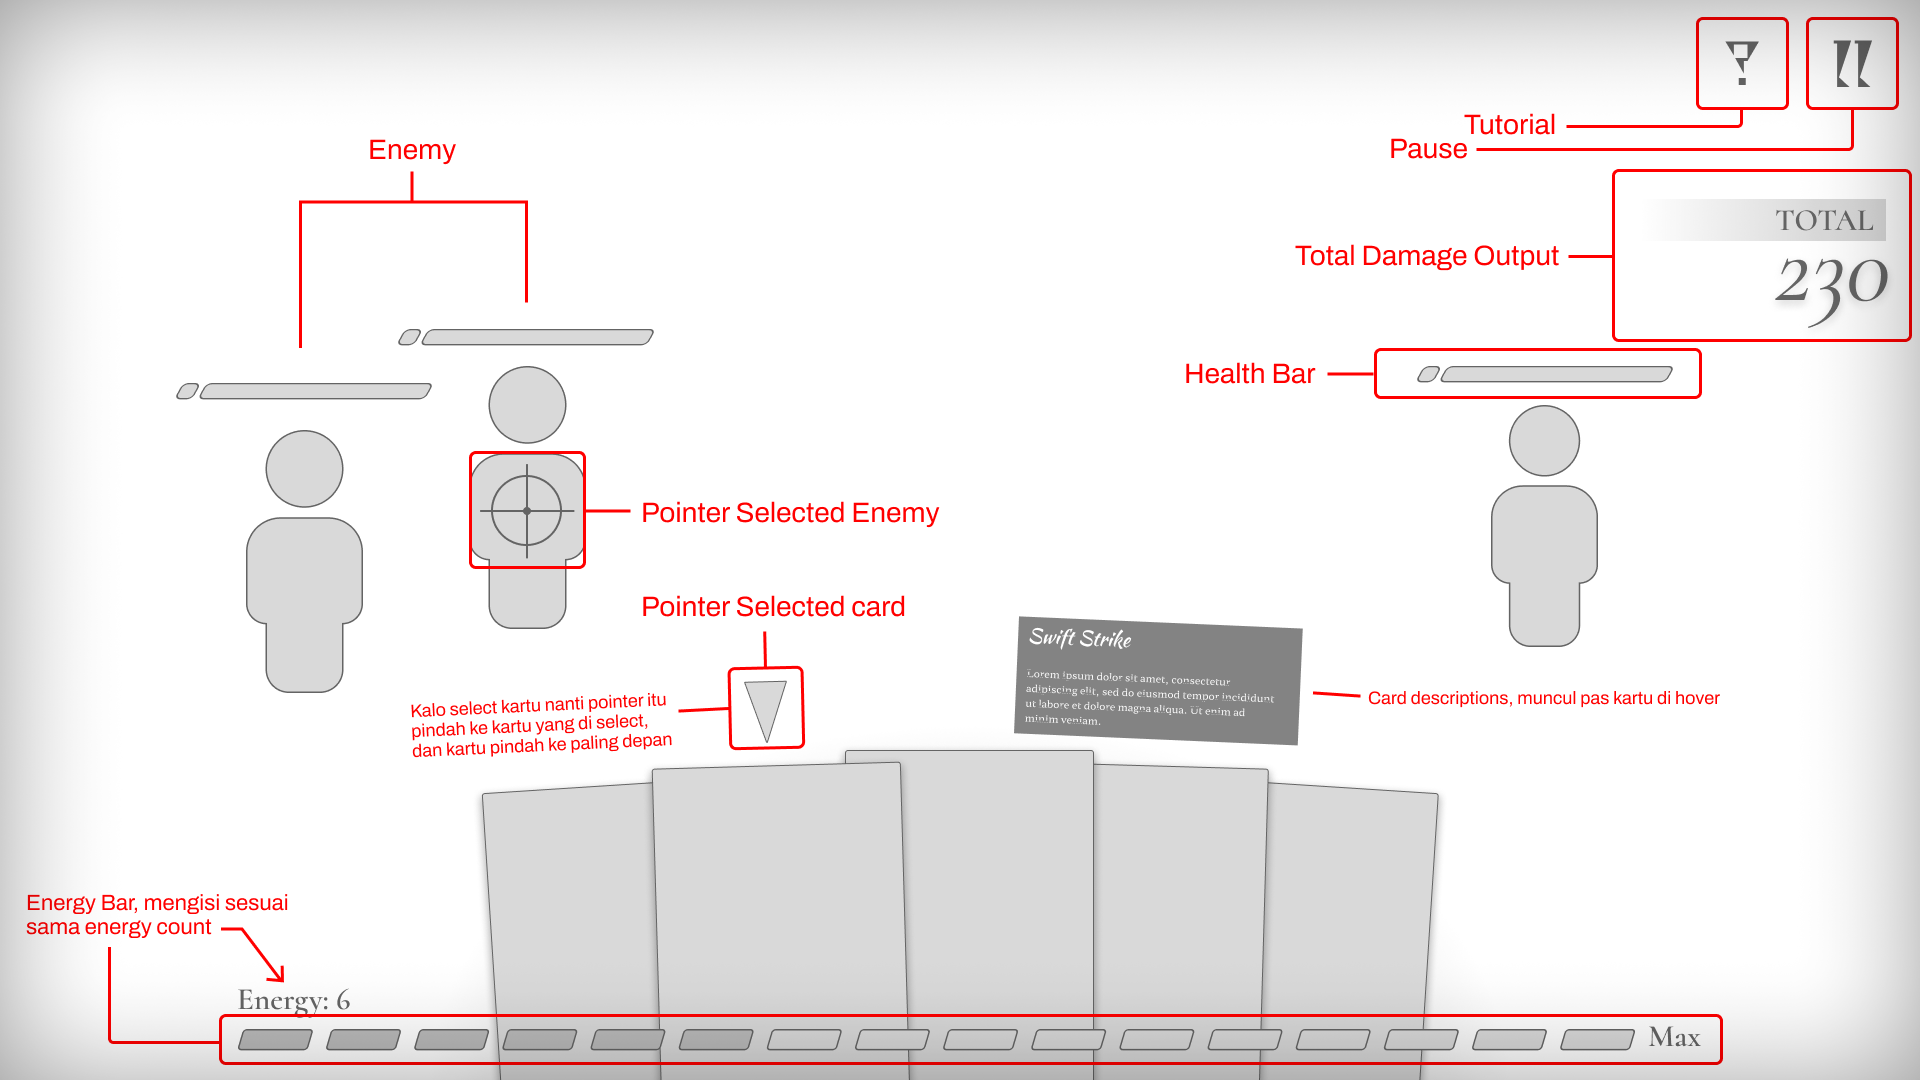 ?
Tutorial
Pause
Enemy
TOTAL
230
Total Damage Output
Health Bar
Pointer Selected Enemy
Pointer Selected card
Swift Strike
Lorem ipsum dolor sit amet, consectetur
adipiscing elit, sed do eiusmod tempor incididunt
ut labore et dolore magna aliqua. Ut enim ad
minim veniam.
Card descriptions, muncul pas kartu di hover
Kalo select kartu nanti pointer itu
pindah ke kartu yang di select,
dan kartu pindah ke paling depan
Energy Bar, mengisi sesuai
sama energy count
Energy: 6
Max